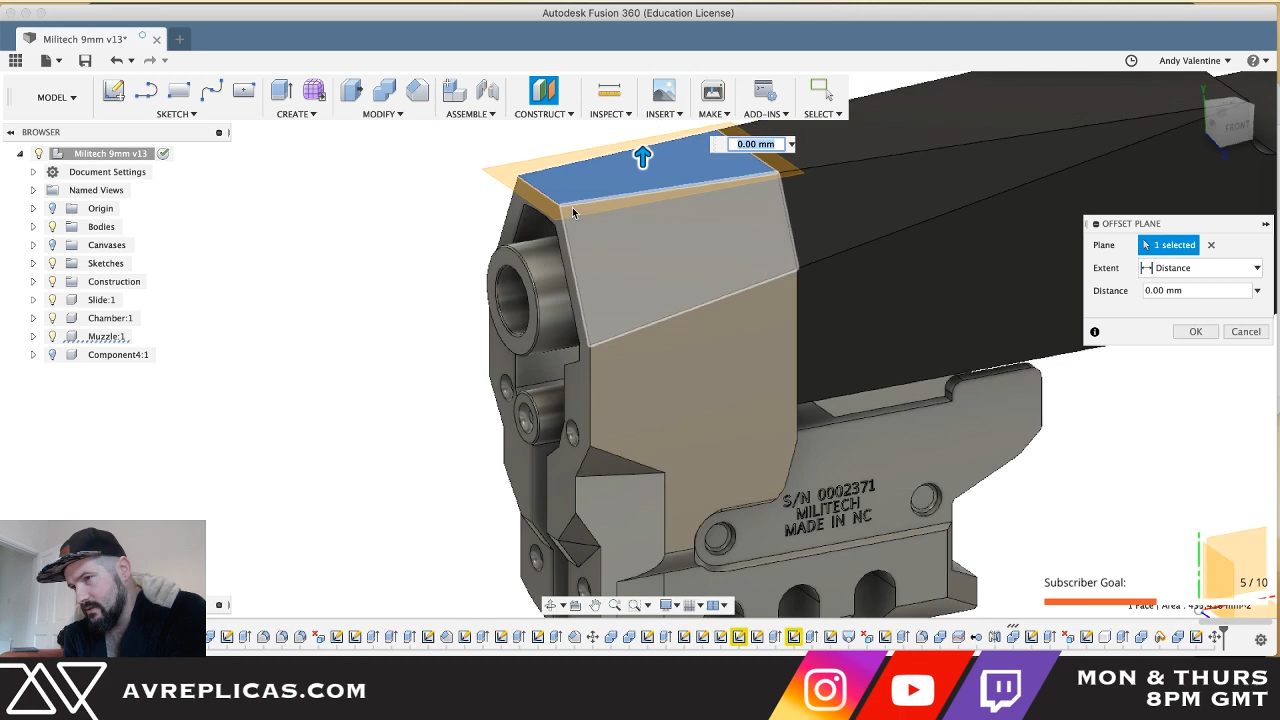 Autodesk Fusion 360 (Education License)
Militech 9mm v13*
Andy Valentine
MODEL
SKETCH
CREATE
MODIFY
ASSEMBLE
CONSTRUCT
INSPECT
INSERT
MAKE
ADD-INS
SELECT
BROWSER
Militech 9mm v13
Document Settings
Named Views
Origin
Bodies
Canvases
Sketches
Construction
Slide:1
Chamber:1
Muzzle:1
Component4:1
0.00 mm
FRONT
Y
OFFSET PLANE
Plane
1 selected
Extent
Distance
Distance
0.00 mm
OK
Cancel
S/N 0002371
MILITECH
MADE IN NC
Subscriber Goal:
5 / 10
AVREPLICAS.COM
MON & THURS
8PM GMT